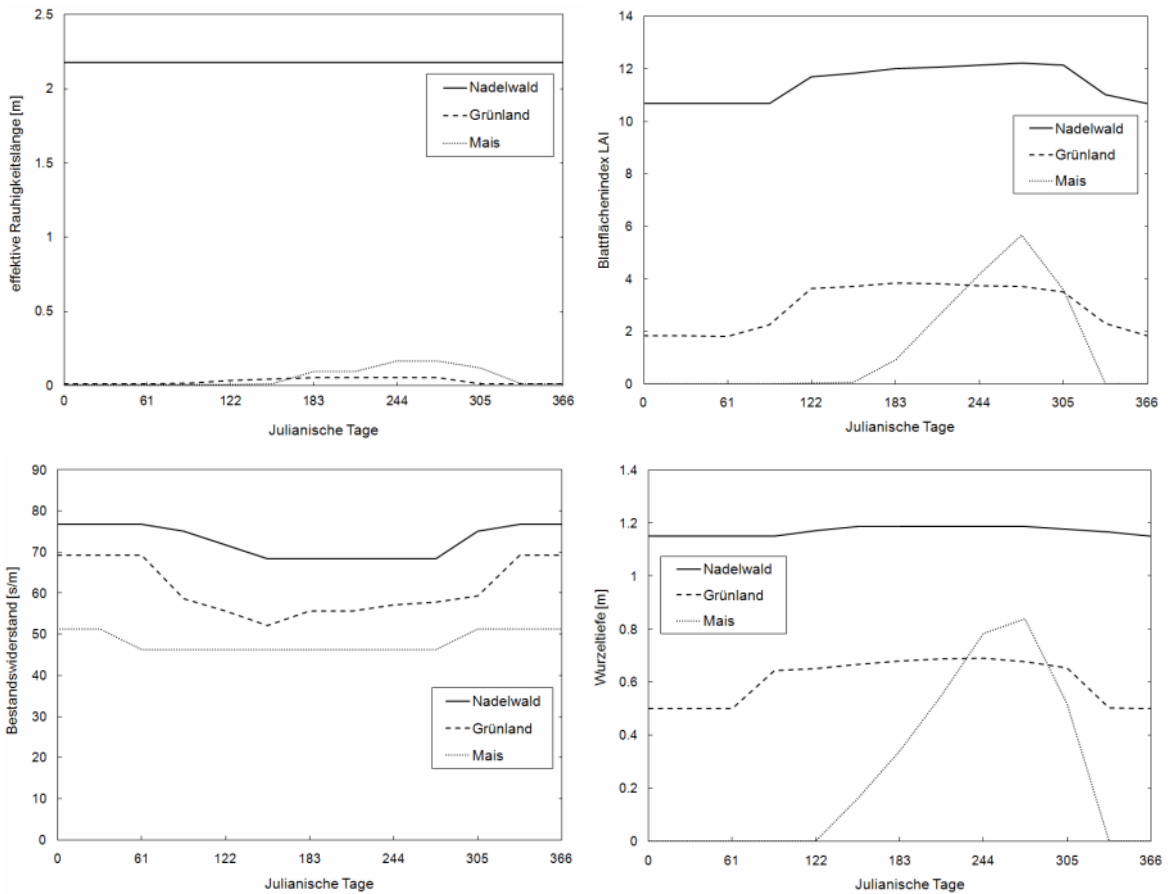 effektive Rauhigkeitslänge [m]
2.5
2
1.5
1
0.5
0
Nadelwald
Grünland
Mais
0 61 122 183 244 305 366
Julianische Tage
Blattflächenindex LAI
14
12
10
8
6
4
2
0
Nadelwald
Grünland
Mais
0 61 122 183 244 305 366
Julianische Tage
Bestandswiderstand [s/m]
90
80
70
60
50
40
30
20
10
0
Nadelwald
Grünland
Mais
0 61 122 183 244 305 366
Julianische Tage
Wurzeltiefe [m]
1.4
1.2
1
0.8
0.6
0.4
0.2
0
Nadelwald
Grünland
Mais
0 61 122 183 244 305 366
Julianische Tage